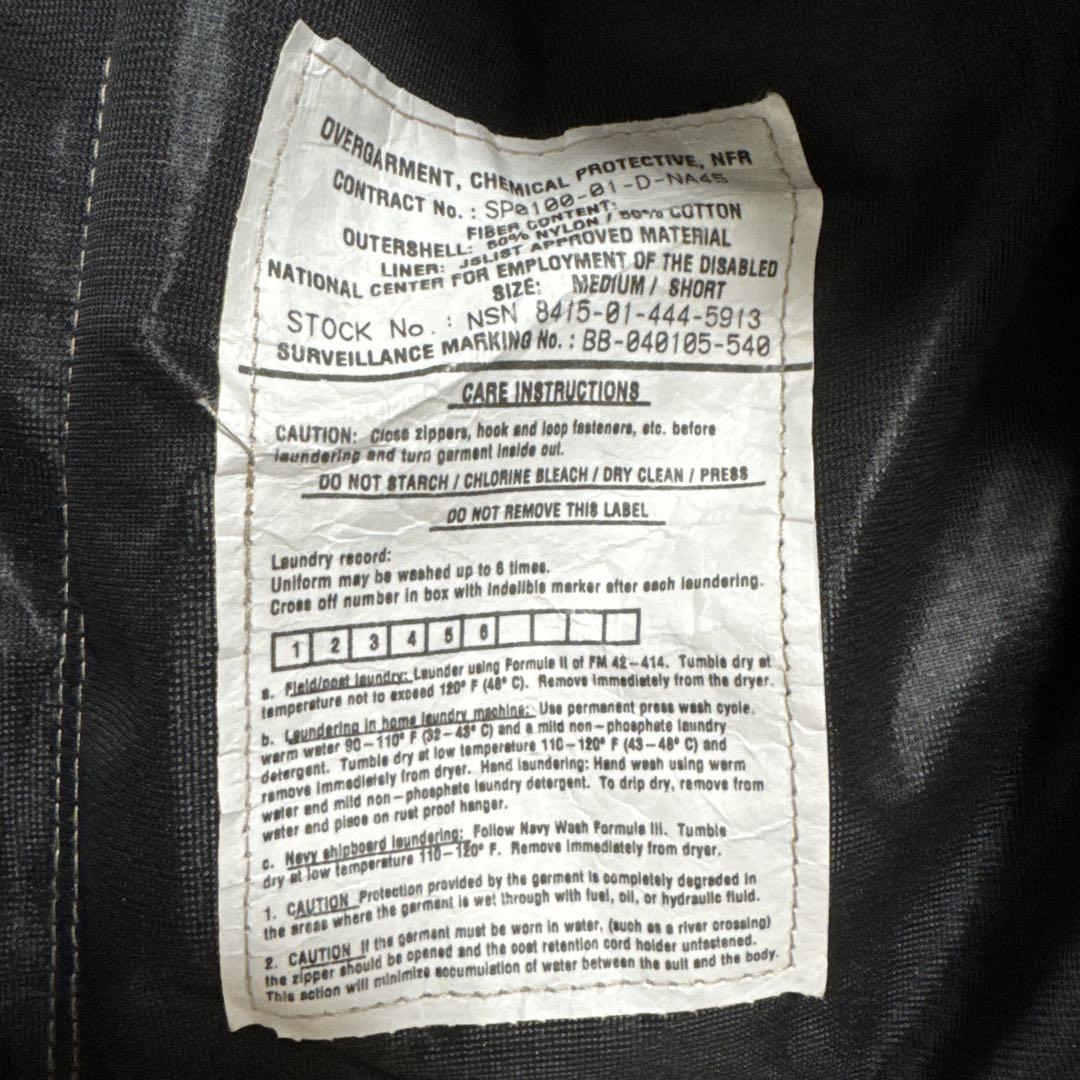 OVERGARMENT, CHEMICAL PROTECTIVE, NFR
CONTRACT No.: SP0100-01-D-NA45
FIBER CONTENT:
OUTERSHELL: 50% NYLON / 50% COTTON
LINER: JSLIST APPROVED MATERIAL
NATIONAL CENTER FOR EMPLOYMENT OF THE DISABLED
SIZE: MEDIUM / SHORT
STOCK No.: NSN 8415-01-444-5913
SURVEILLANCE MARKING No.: BB-040105-540
CARE INSTRUCTIONS
CAUTION: Close zippers, hook and loop fasteners, etc. before
laundering and turn garment inside out.
DO NOT STARCH / CHLORINE BLEACH / DRY CLEAN / PRESS
DO NOT REMOVE THIS LABEL
Laundry record:
Uniform may be washed up to 6 times.
Cross off number in box with indelible marker after each laundering.
1 2 3 4 5 6
a. Field/post laundry: Launder using Formula II of FM 42-414. Tumble dry at
temperature not to exceed 120° F (48° C). Remove immediately from the dryer.
b. Laundering in home laundry machine: Use permanent press wash cycle,
warm water 90-110° F (32-43° C) and a mild non-phosphate laundry
detergent. Tumble dry at low temperature 110-120° F (43-48° C) and
remove immediately from dryer. Hand laundering: Hand wash using warm
water and mild non-phosphate laundry detergent. To drip dry, remove from
water and place on rust proof hanger.
c. Navy shipboard laundering: Follow Navy Wash Formula III. Tumble
dry at low temperature 110-120° F. Remove immediately from dryer.
1. CAUTION Protection provided by the garment is completely degraded in
the areas where the garment is wet through with fuel, oil, or hydraulic fluid.
2. CAUTION If the garment must be worn in water, (such as a river crossing)
the zipper should be opened and the coat retention cord holder unfastened.
This action will minimize accumulation of water between the suit and the body.